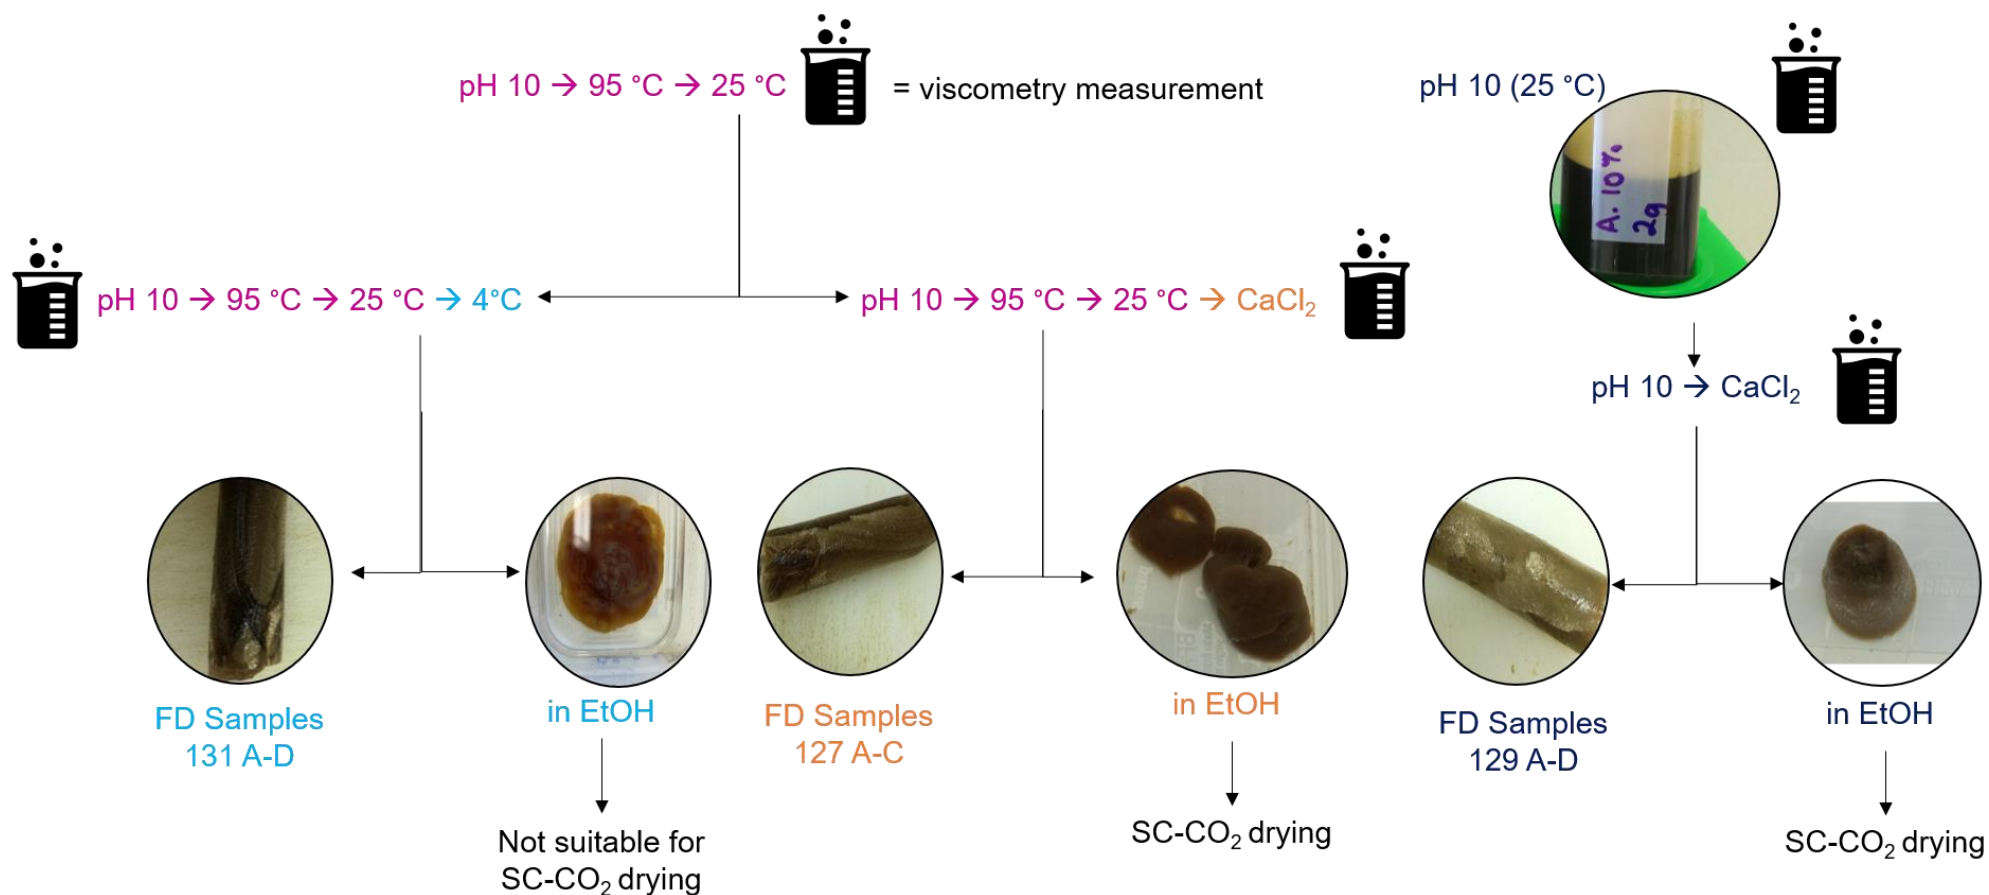 pH 10 → 95 °C → 25 °C
= viscometry measurement
pH 10 (25 °C)
A. 10%
2g
pH 10 → 95 °C → 25 °C → 4°C
pH 10 → 95 °C → 25 °C → CaCl₂
pH 10 → CaCl₂
FD Samples
131 A-D
in EtOH
FD Samples
127 A-C
in EtOH
FD Samples
129 A-D
in EtOH
Not suitable for
SC-CO₂ drying
SC-CO₂ drying
SC-CO₂ drying